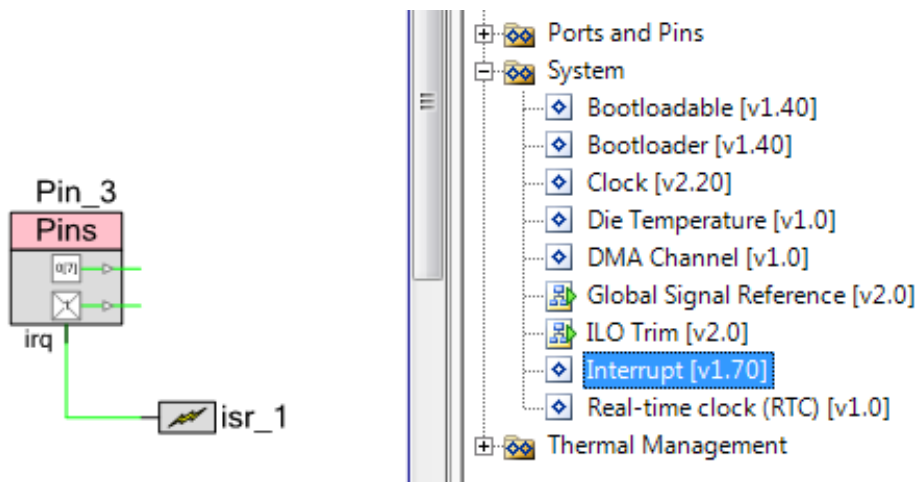 Pin_3
Pins
0[7]
irq
isr_1
Ports and Pins
System
Bootloadable [v1.40]
Bootloader [v1.40]
Clock [v2.20]
Die Temperature [v1.0]
DMA Channel [v1.0]
Global Signal Reference [v2.0]
ILO Trim [v2.0]
Interrupt [v1.70]
Real-time clock (RTC) [v1.0]
Thermal Management